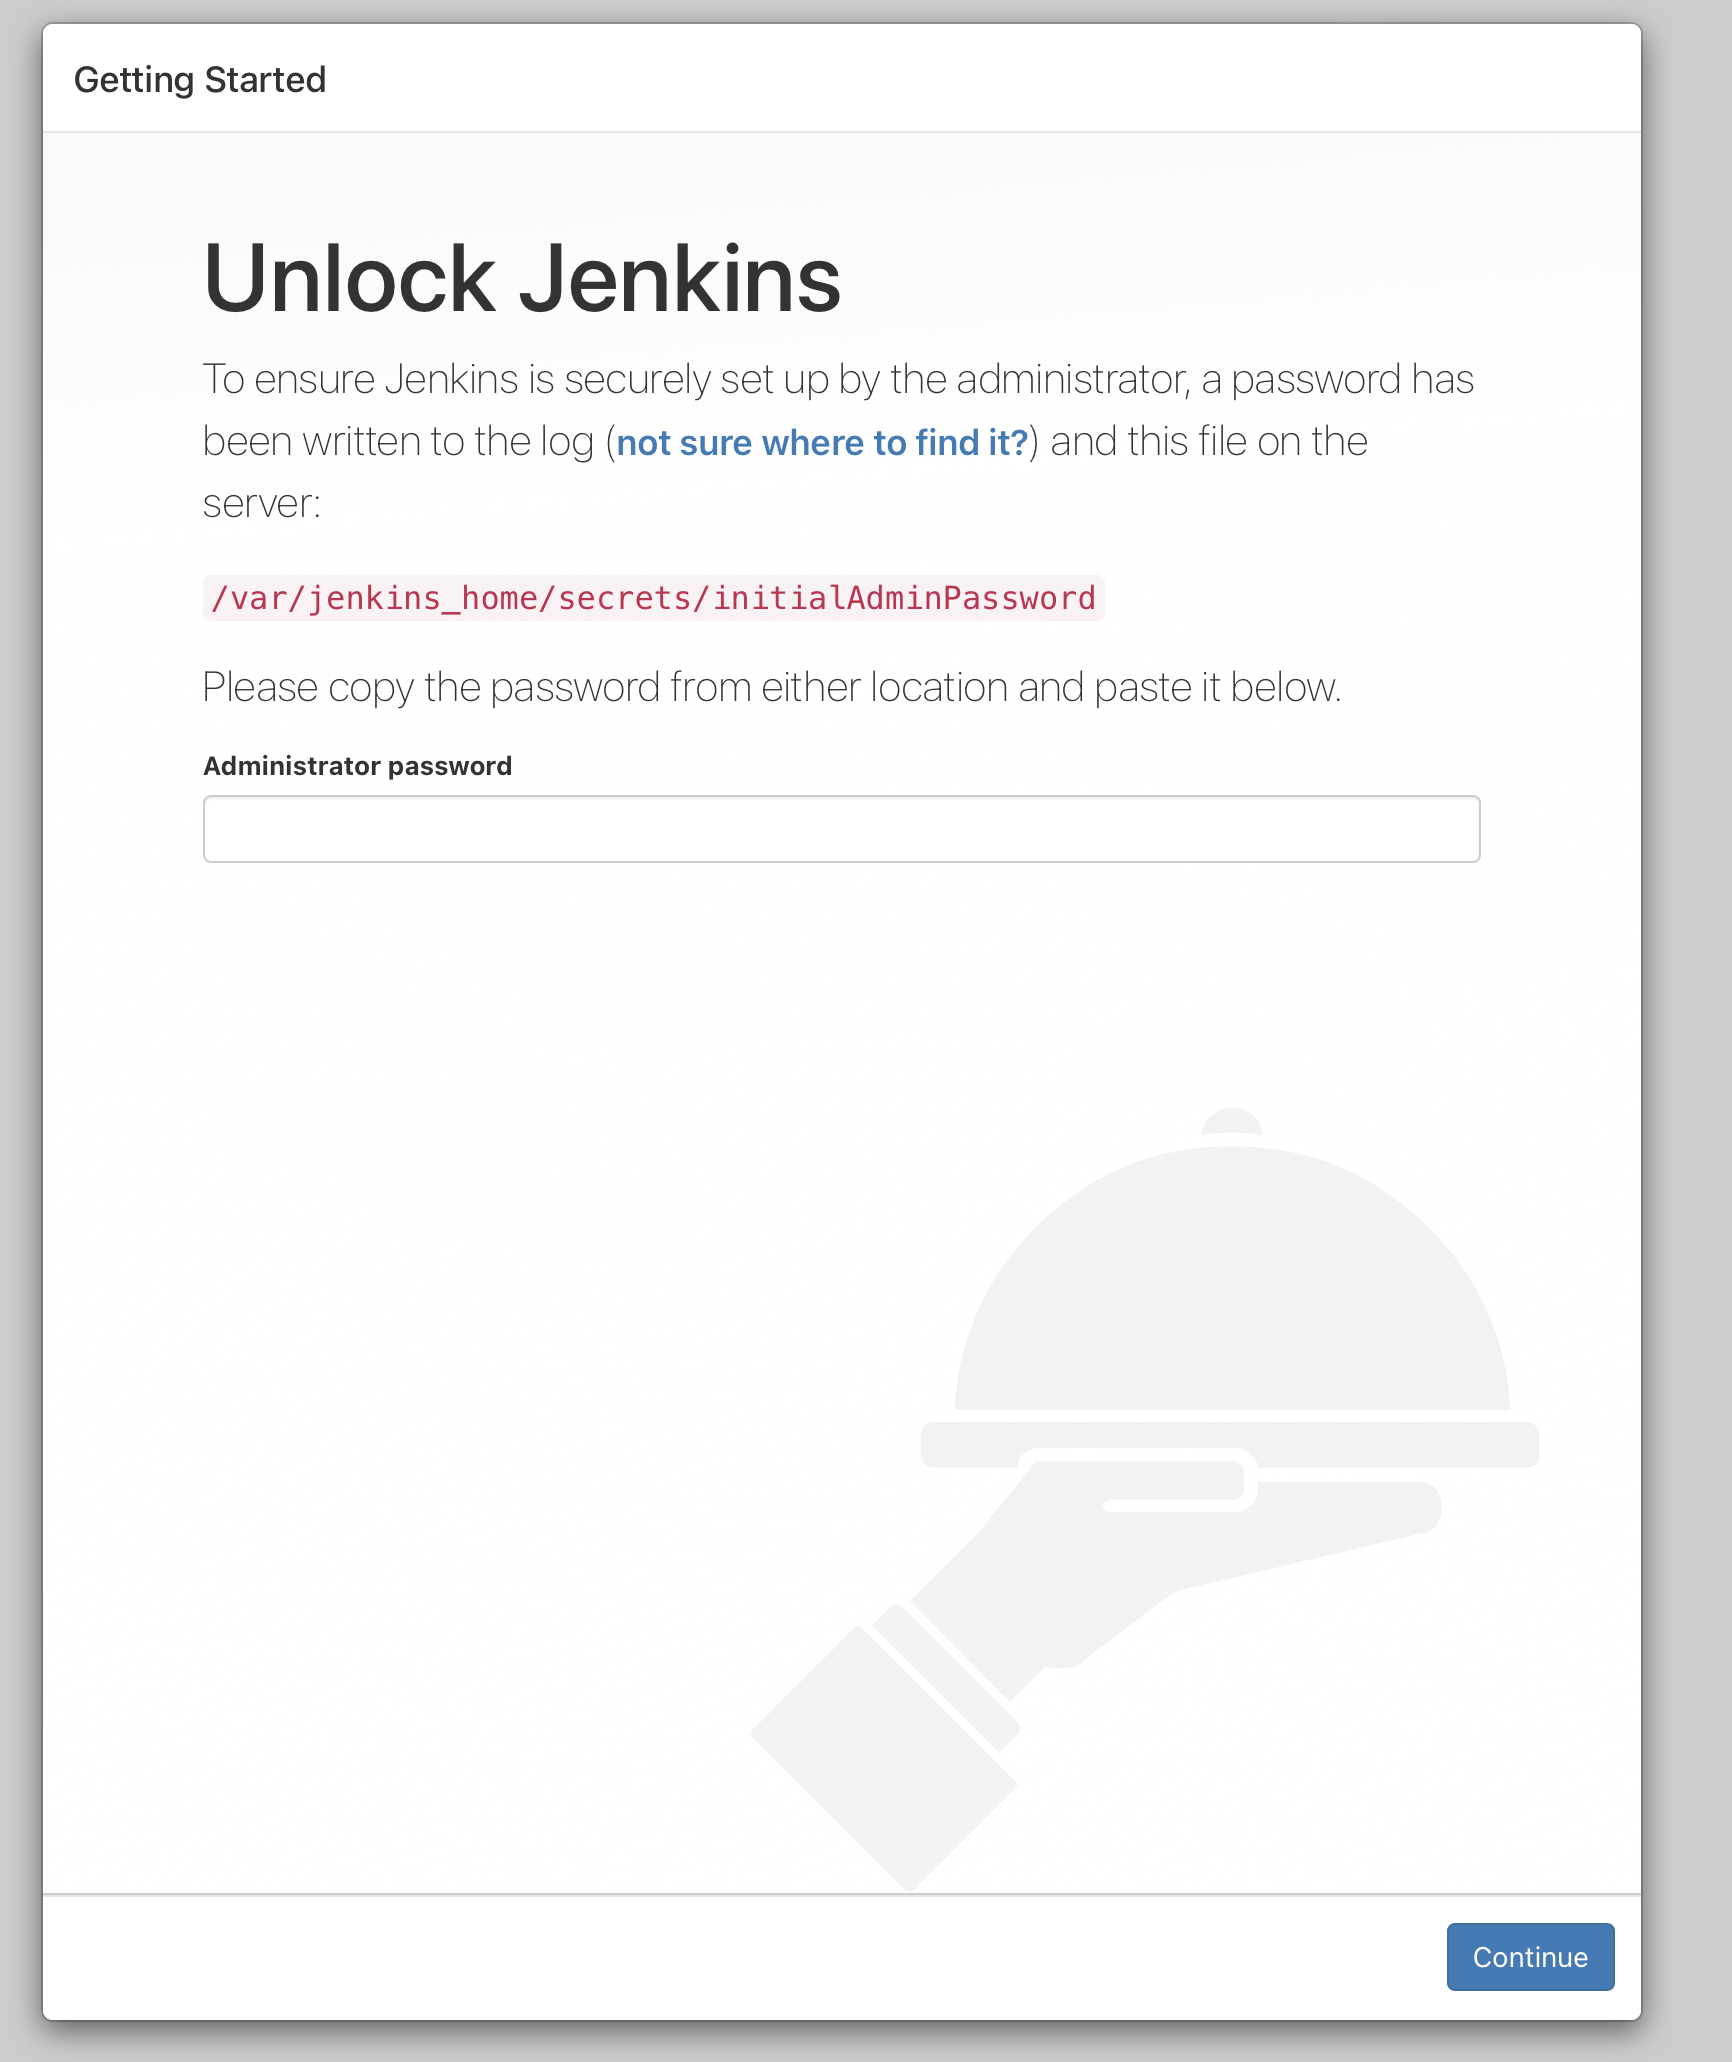 Getting Started
Unlock Jenkins
To ensure Jenkins is securely set up by the administrator, a password has
been written to the log (not sure where to find it?) and this file on the
server:
/var/jenkins_home/secrets/initialAdminPassword
Please copy the password from either location and paste it below.
Administrator password
Continue